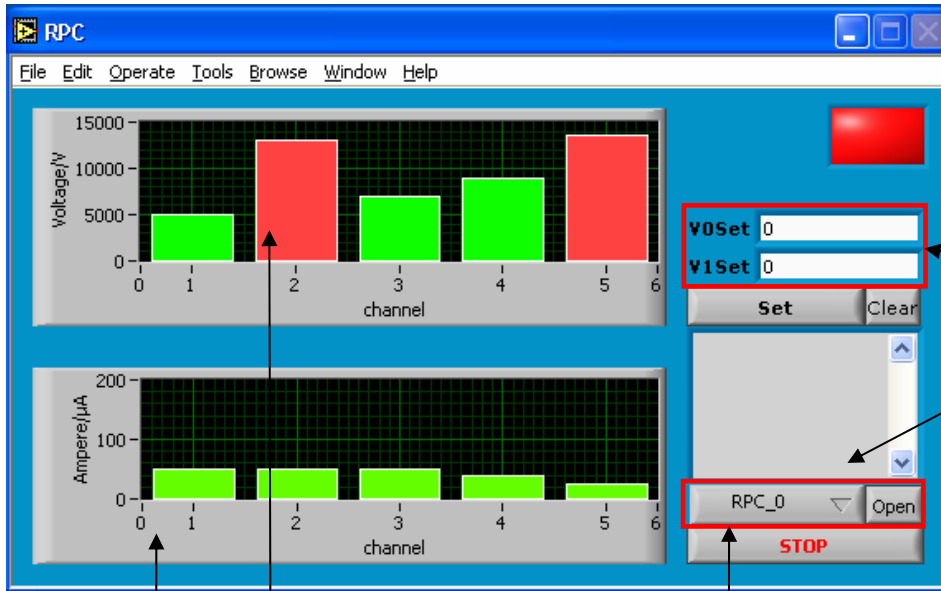 RPC
File Edit Operate Tools Browse Window Help
15000
10000
5000
0
Voltage/V
0 1 2 3 4 5 6
channel
V0Set 0
V1Set 0
Set Clear
200
100
0
Ampere/µA
0 1 2 3 4 5 6
channel
RPC_0 Open
STOP